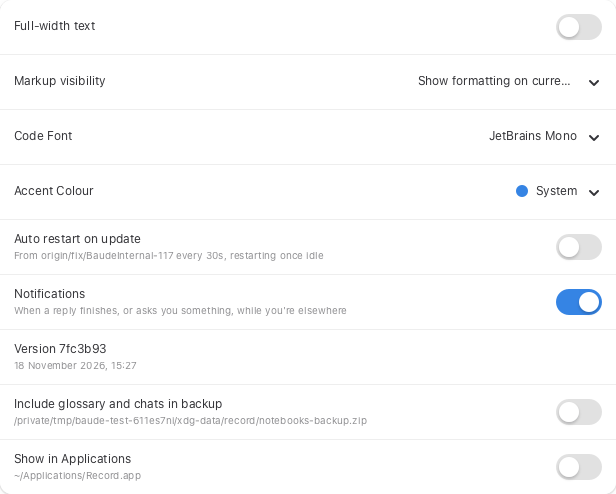 Full-width text
Markup visibility
Show formatting on curre...
Code Font
JetBrains Mono
Accent Colour
System
Auto restart on update
From origin/fix/BaudeInternal-117 every 30s, restarting once idle
Notifications
When a reply finishes, or asks you something, while you're elsewhere
Version 7fc3b93
18 November 2026, 15:27
Include glossary and chats in backup
/private/tmp/baude-test-611es7ni/xdg-data/record/notebooks-backup.zip
Show in Applications
~/Applications/Record.app